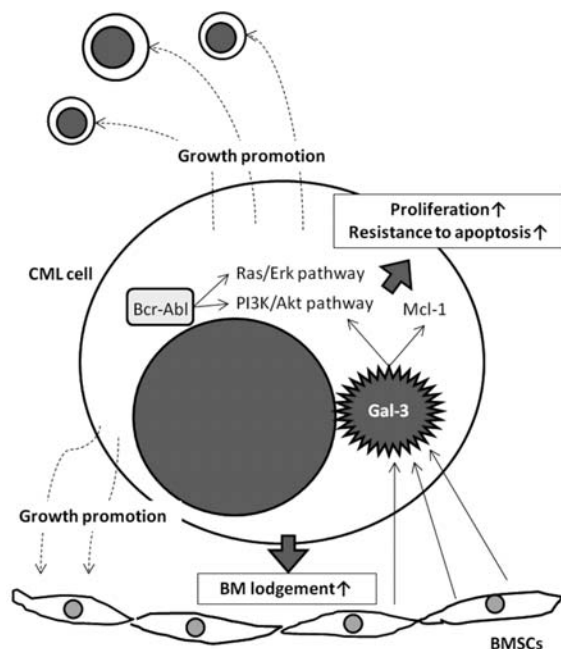 Growth promotion
Proliferation↑
Resistance to apoptosis↑
CML cell
Ras/Erk pathway
Bcr-Abl
PI3K/Akt pathway
Mcl-1
Gal-3
Growth promotion
BM lodgement↑
BMSCs